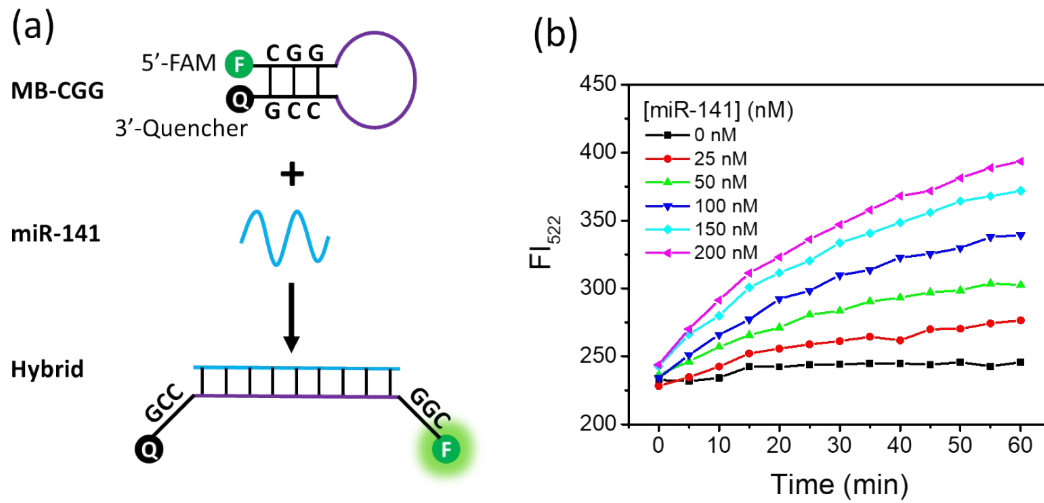 (a)
5'-FAM
F
C G G
MB-CGG
Q
G C C
3'-Quencher
+
miR-141
Hybrid
GCC
GGC
Q
F
(b)
450
400
350
300
250
200
FI522
[miR-141] (nM)
0 nM
25 nM
50 nM
100 nM
150 nM
200 nM
0 10 20 30 40 50 60
Time (min)